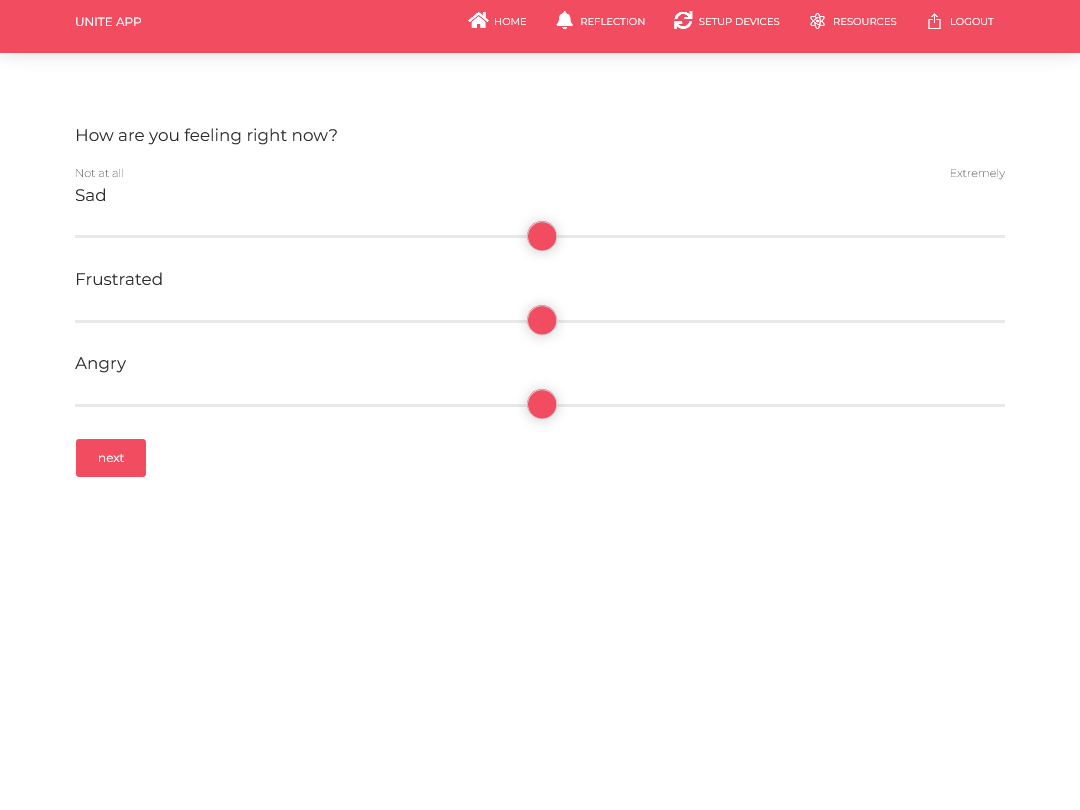 UNITE APP HOME REFLECTION SETUP DEVICES RESOURCES LOGOUT
How are you feeling right now?
Not at all Extremely
Sad
Frustrated
Angry
next